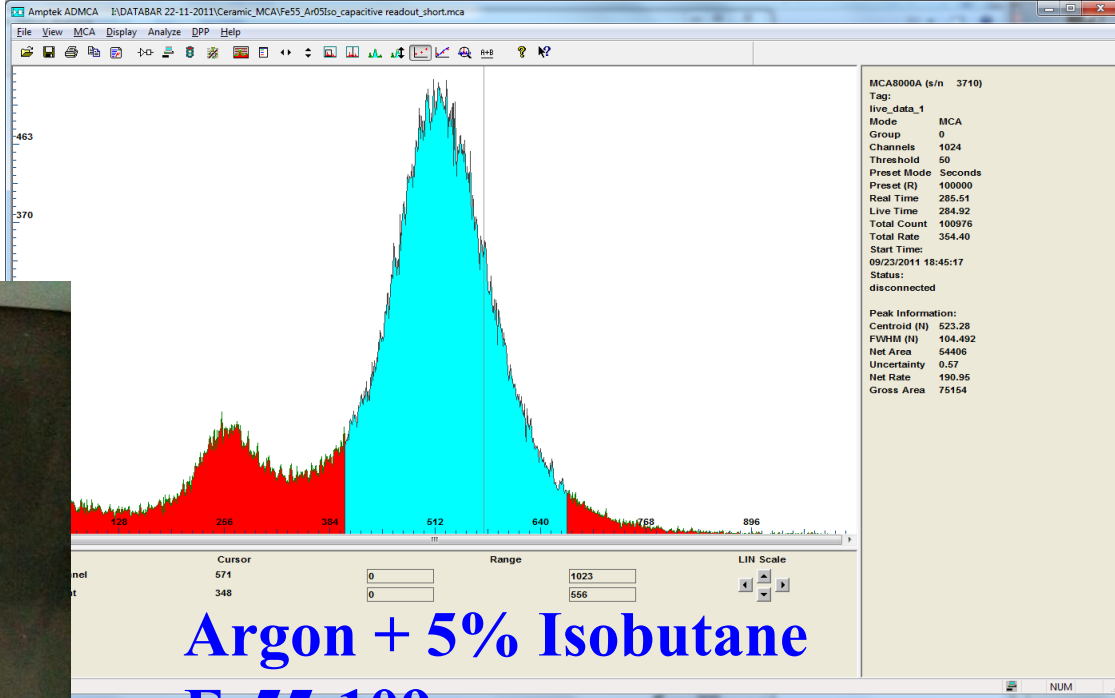 Amptek ADMCA I:\DATABAR 22-11-2011\Ceramic_MCA\Fe55_Ar05Iso_capacitive readout_short.mca
File View MCA Display Analyze DPP Help
A+B
463
370
128 266 384 512 640 768 896
Cursor Range LIN Scale
nel 571 0 1023
t 348 0 556
Argon + 5% Isobutane
MCA8000A (s/n 3710)
Tag:
live_data_1
Mode MCA
Group 0
Channels 1024
Threshold 50
Preset Mode Seconds
Preset (R) 100000
Real Time 285.51
Live Time 284.92
Total Count 100976
Total Rate 354.40
Start Time:
09/23/2011 18:45:17
Status:
disconnected
Peak Information:
Centroid (N) 523.28
FWHM (N) 104.492
Net Area 54406
Uncertainty 0.57
Net Rate 190.95
Gross Area 75154
NUM